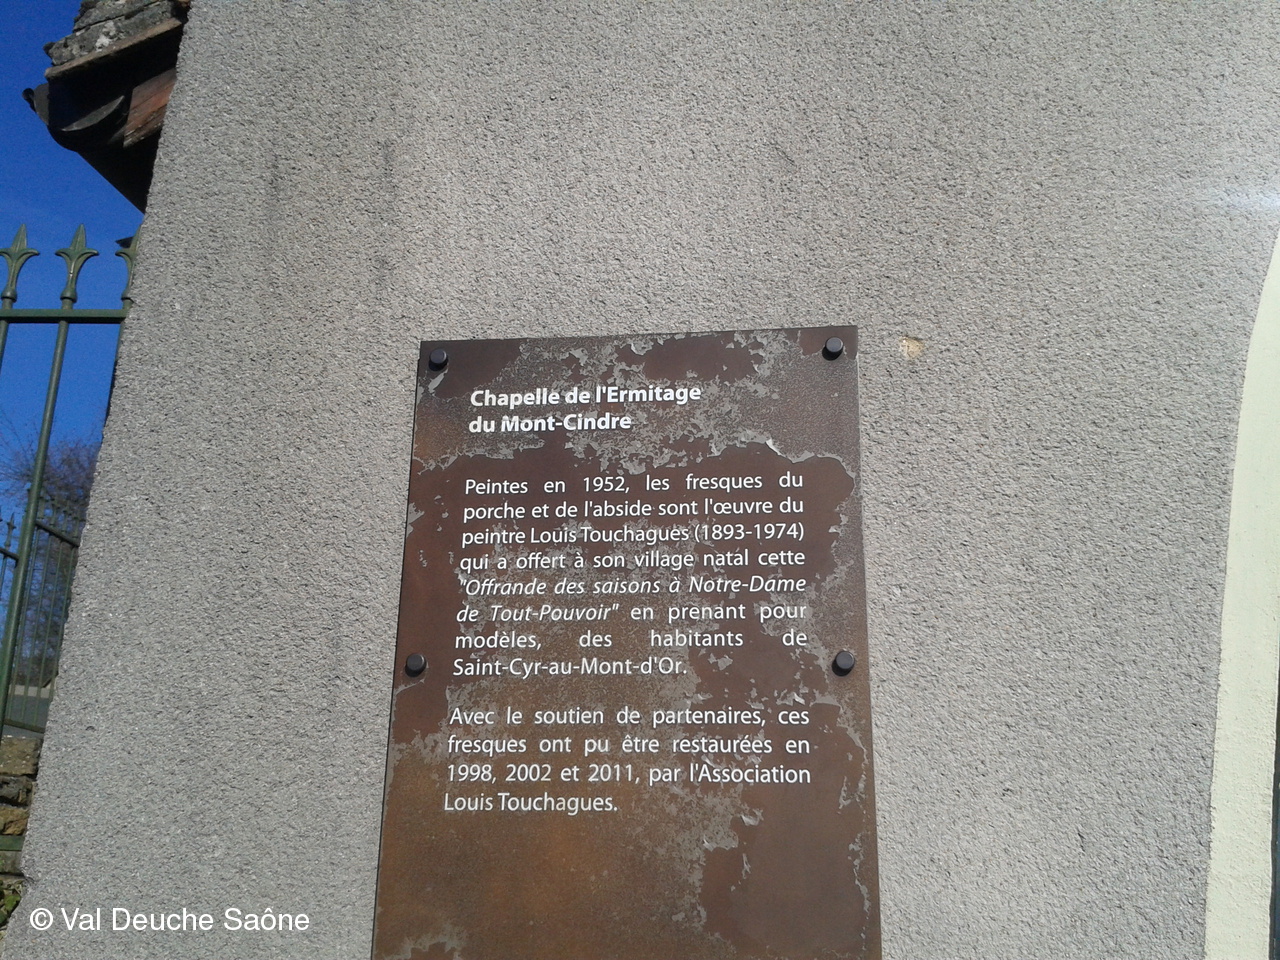 Chapelle de l'Ermitage
du Mont-Cindre
Peintes en 1952, les fresques du
porche et de l'abside sont l'œuvre du
peintre Louis Touchagues (1893-1974)
qui a offert à son village natal cette
"Offrande des saisons à Notre-Dame
de Tout-Pouvoir" en prenant pour
modèles, des habitants de
Saint-Cyr-au-Mont-d'Or.
Avec le soutien de partenaires, ces
fresques ont pu être restaurées en
1998, 2002 et 2011, par l'Association
Louis Touchagues.
© Val Deuche Saône